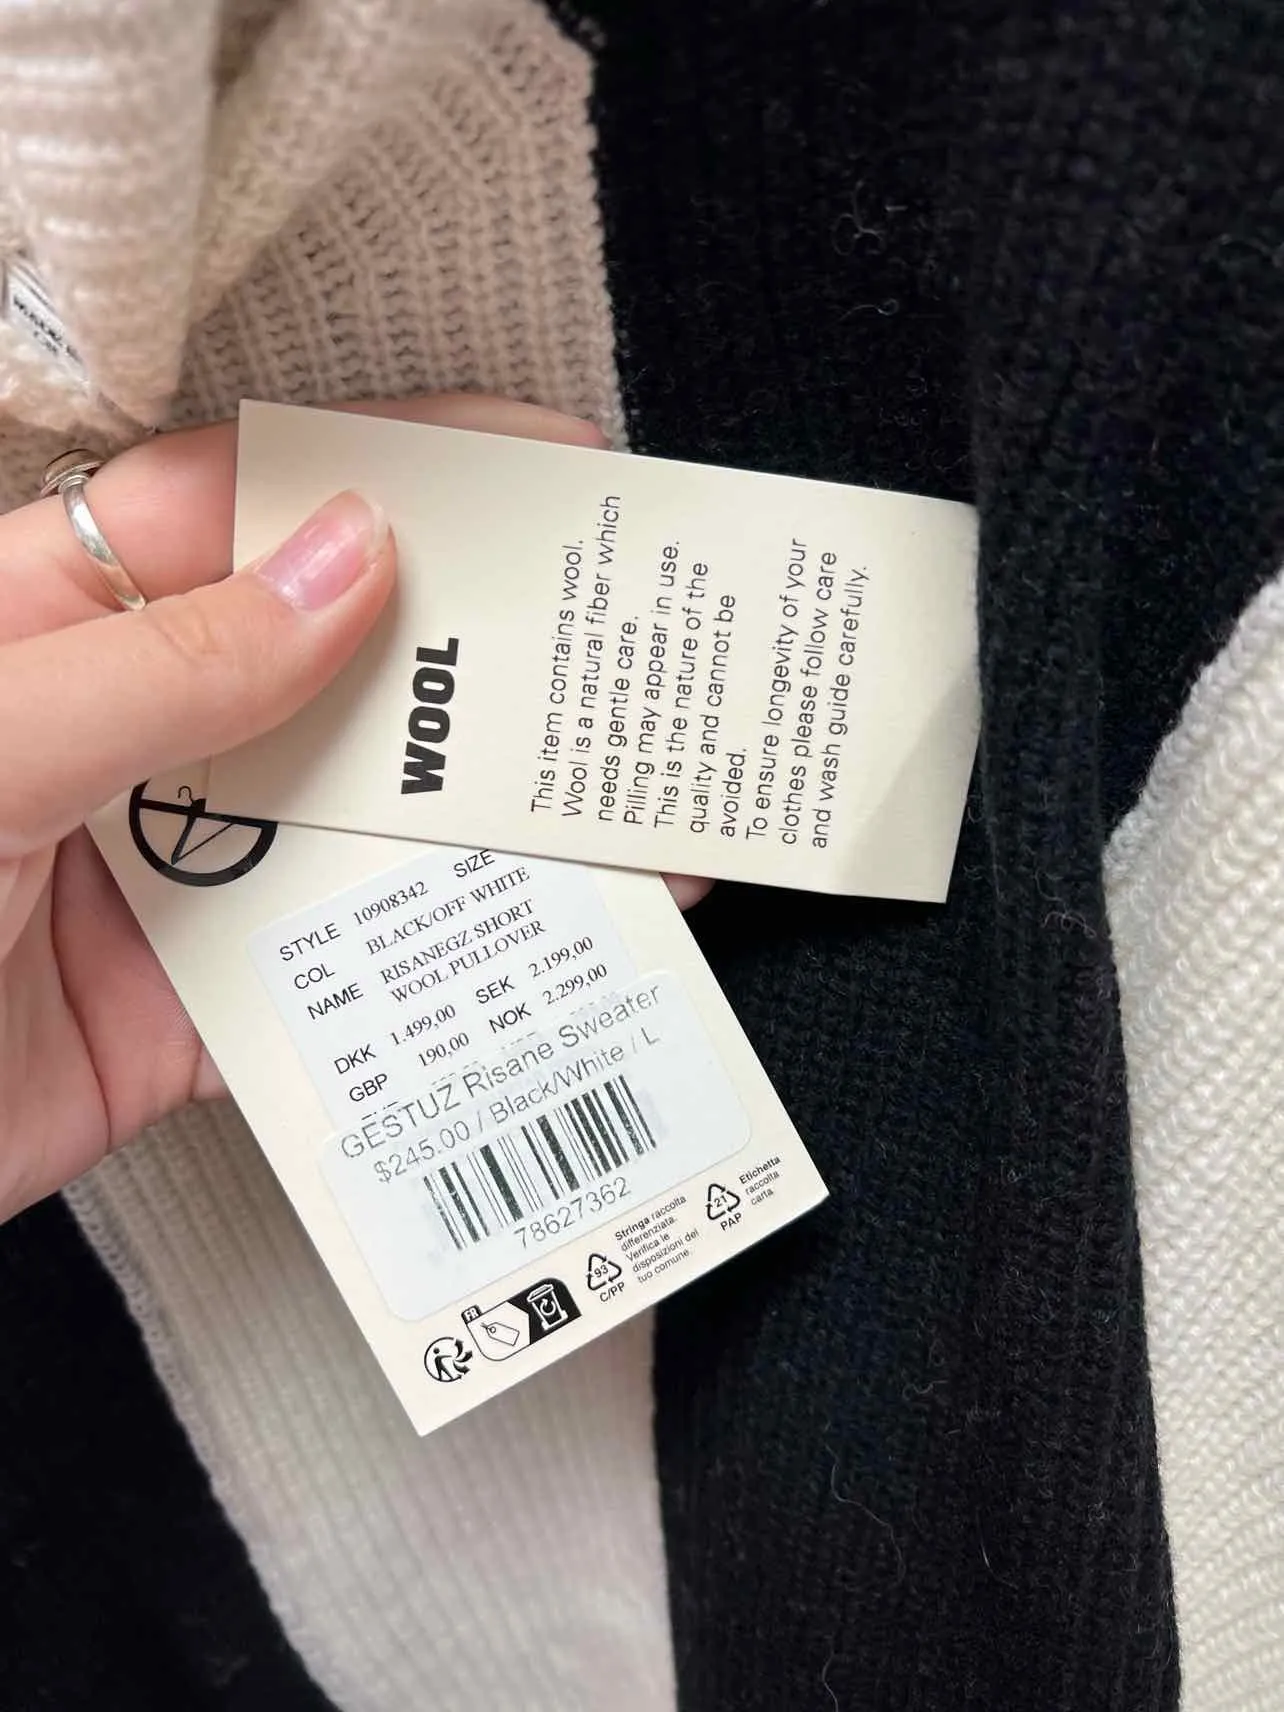 WOOL
This item contains wool.
Wool is a natural fiber which
needs gentle care.
Pilling may appear in use.
This is the nature of the
quality and cannot be
avoided.
To ensure longevity of your
clothes please follow care
and wash guide carefully.
STYLE 10908342 SIZE
COL BLACK/OFF WHITE
NAME RISANEGZ SHORT
WOOL PULLOVER
DKK 1.499,00 SEK 2.199,00
GBP 190,00 NOK 2.299,00
GESTUZ Risane Sweater
$245.00 / Black/White / L
78627362
FR
93
C/PP
Stringa raccolta
differenziata.
Verifica le
disposizioni del
tuo comune.
21
PAP
Etichetta
raccolta
carta